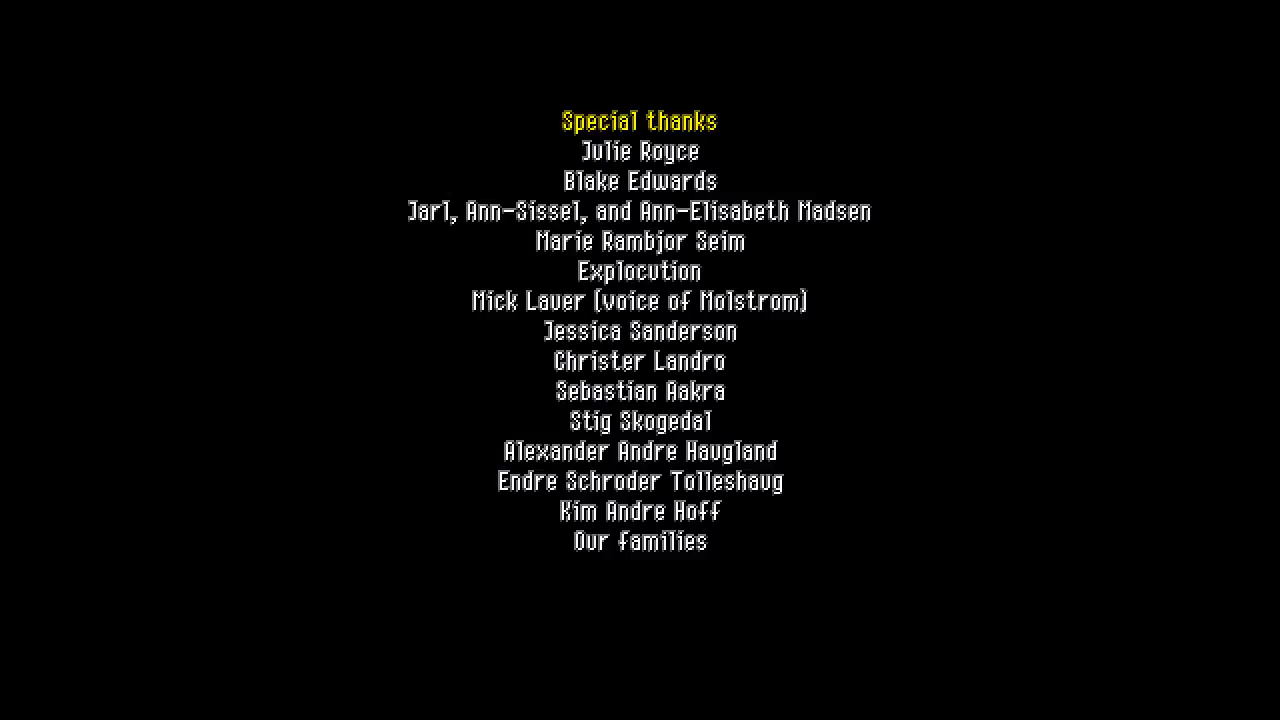 Special thanks
Julie Royce
Blake Edwards
Jarl, Ann-Sissel, and Ann-Elisabeth Madsen
Marie Rambjor Seim
Explocution
Mick Lauer (voice of Molstrom)
Jessica Sanderson
Christer Landro
Sebastian Aakra
Stig Skogedal
Alexander Andre Haugland
Endre Schroder Tolleshaug
Kim Andre Hoff
Our families